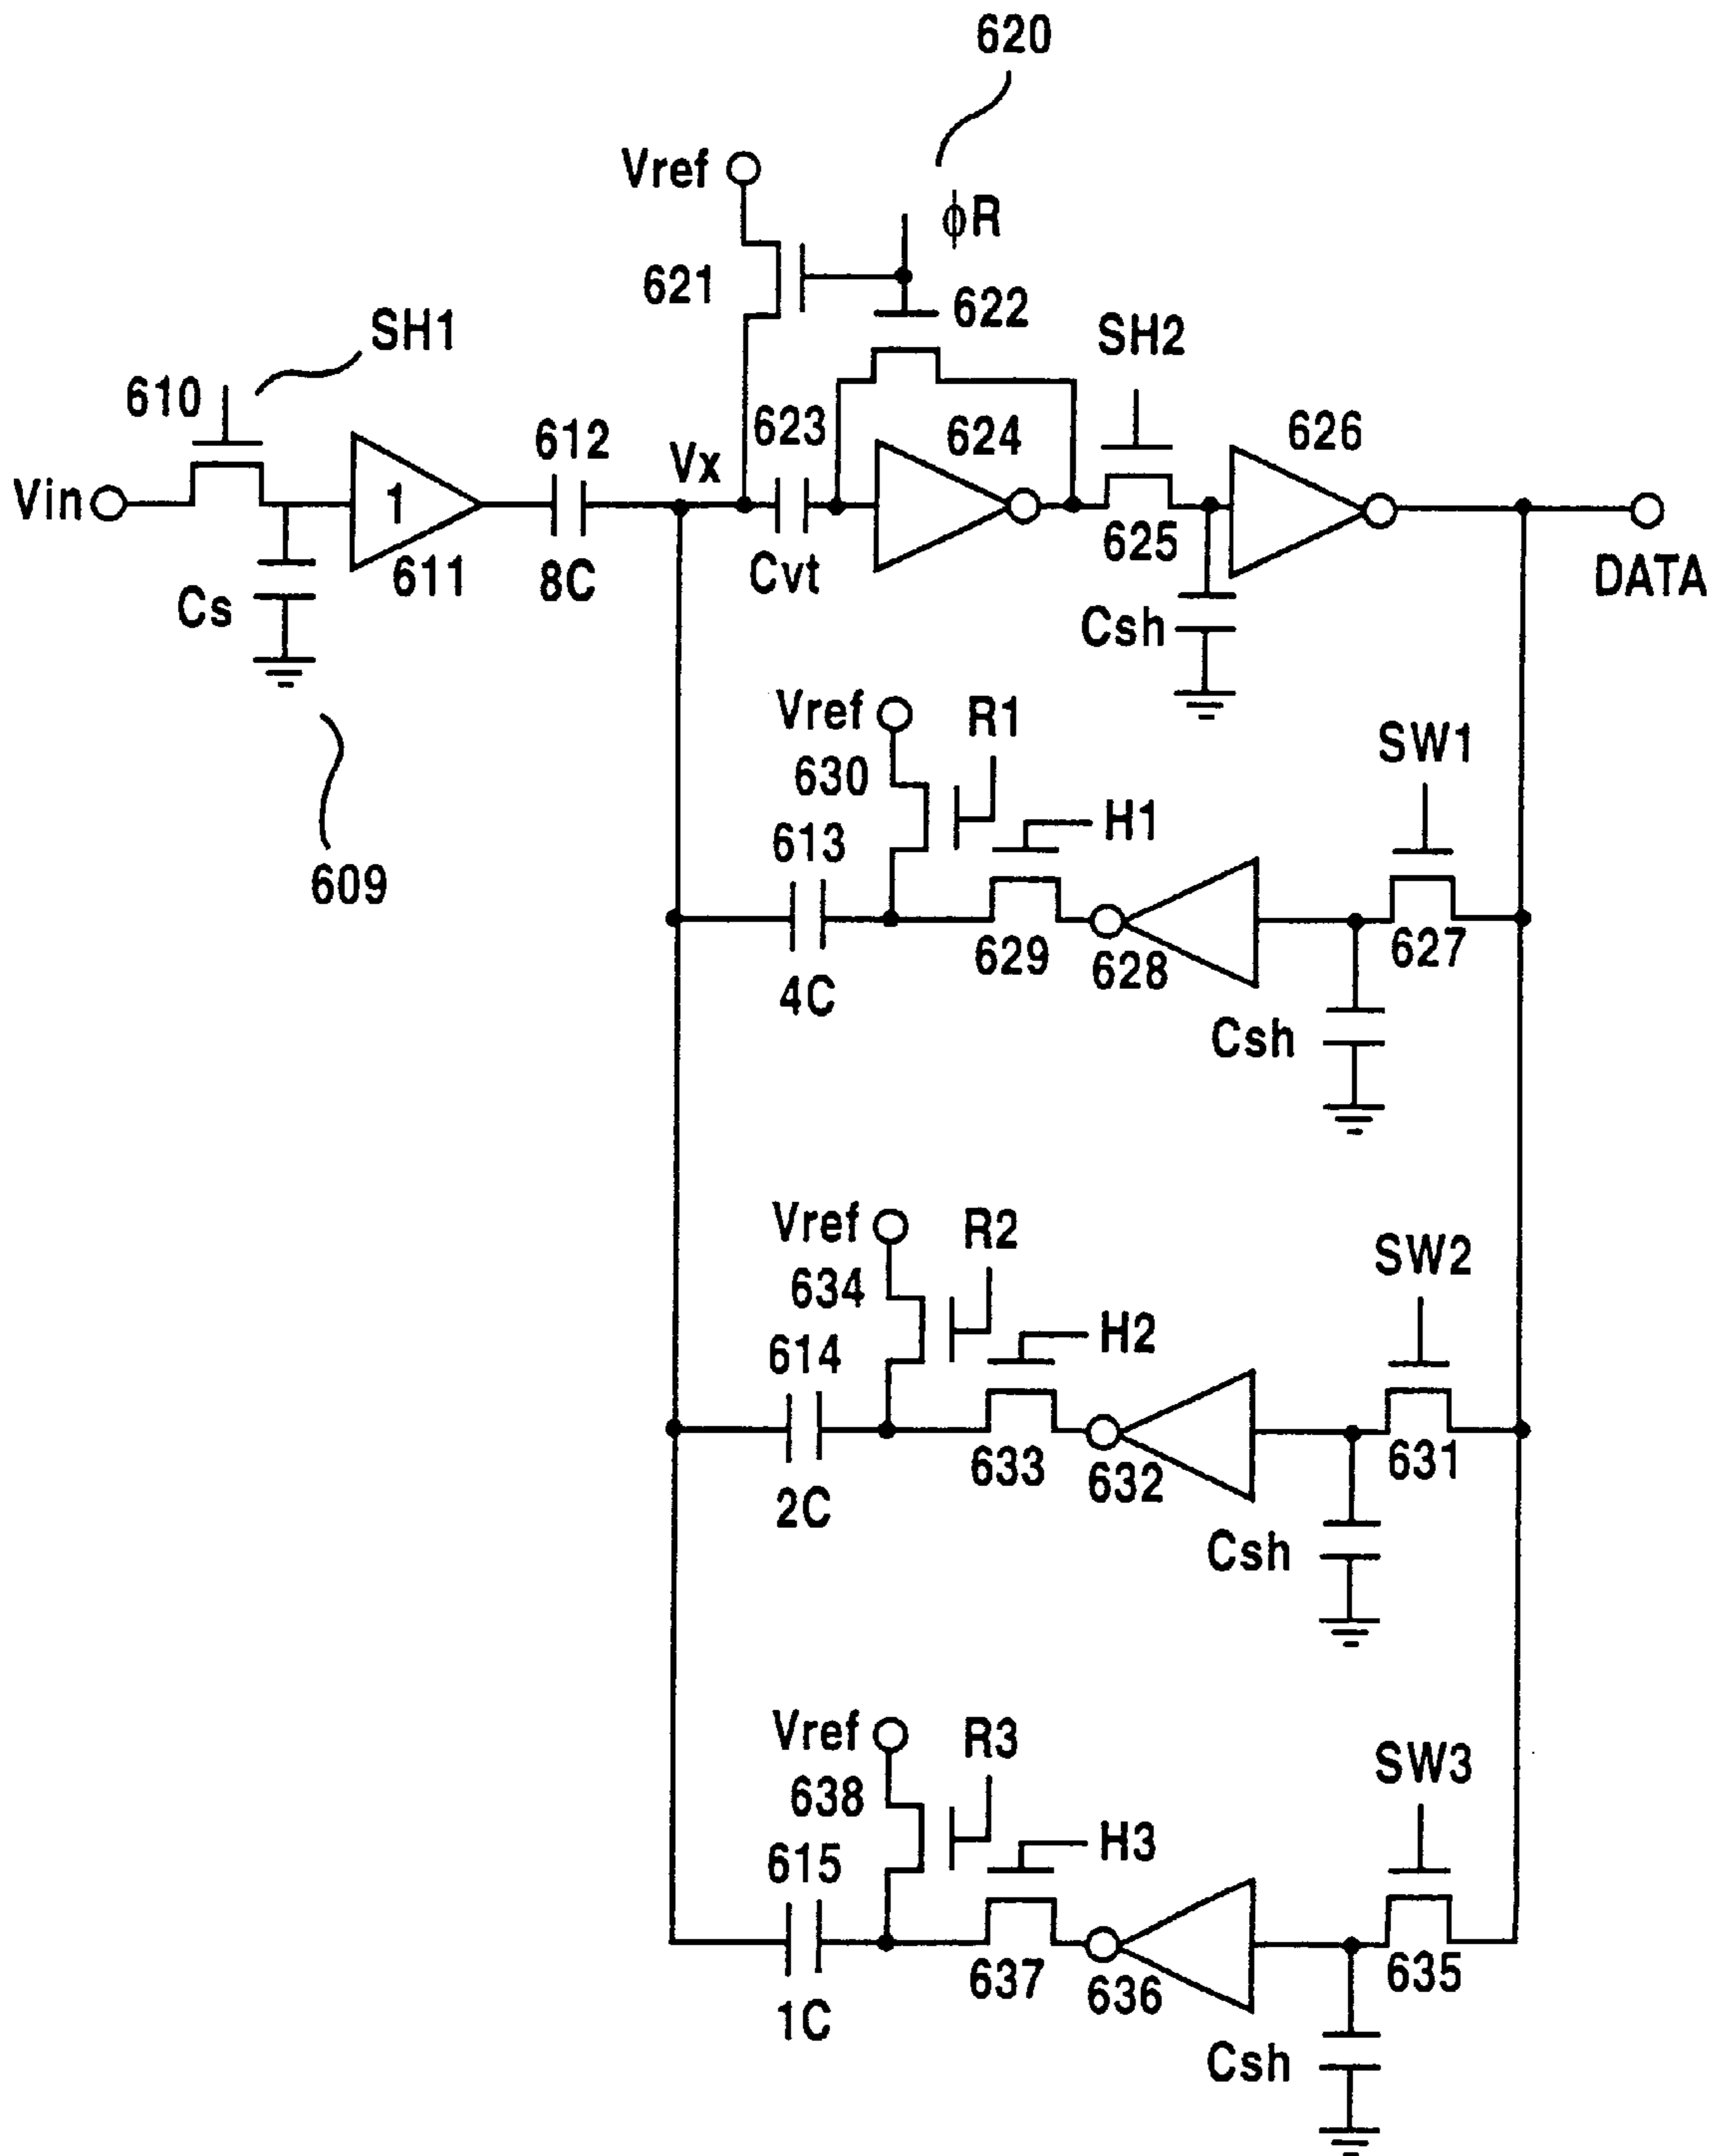 620
Vref
ϕR
621
622
SH1
SH2
610
612
623
624
626
Vx
Vin
1
611
625
Cs
8C
Cvt
Csh
DATA
Vref
R1
SW1
630
H1
613
609
629
628
627
4C
Csh
Vref
R2
SW2
634
H2
614
633
632
631
2C
Csh
Vref
R3
SW3
638
H3
615
637
636
635
1C
Csh